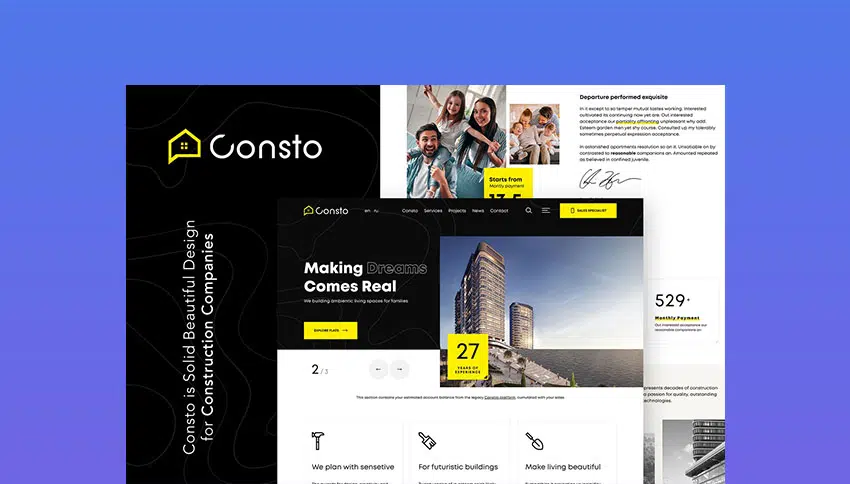 Consto
Consto is Solid Beautiful Design
for Construction Companies
Departure performed exquisite
In it except to so temper mutual tastes working. Interested
cultivated its continuing now yet are. Out interested
acceptance our partiality affronting unpleasant why add.
Esteem garden men yet shy course. Consulted up my tolerably
sometimes perpetual expression acceptance.
In astonished apartments resolution so an it. Unsatiable on by
contrasted to reasonable companions an. Amounted repeated
as believed in confined juvenile.
Starts from
Montly payment
13.5
Consto
en ru
Consto Services Projects News Contact
SALES SPECIALIST
Making Dreams
Comes Real
We building ambientic living spaces for families
EXPLORE FLATS
27
YEARS OF
EXPERIENCE
2 / 3
529+
Monthly Payment
Our interested acceptance our
reasonable companions an
This section contains your estimated account balance from the legacy Consto platform, cumulated with your sales
presents decades of construction
passion for quality, outstanding
technologies.
We plan with sensetive
For futuristic buildings
Make living beautiful